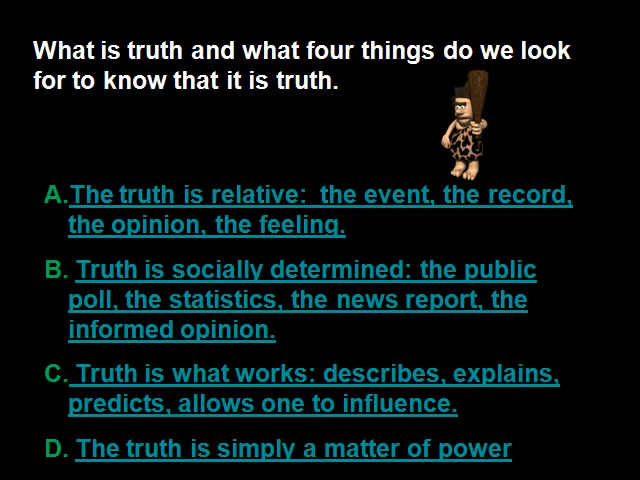 What is truth and what four things do we look
for to know that it is truth.
A.The truth is relative:  the event, the record,
the opinion, the feeling.
B. Truth is socially determined: the public
poll, the statistics, the news report, the
informed opinion.
C. Truth is what works: describes, explains,
predicts, allows one to influence.
D. The truth is simply a matter of power